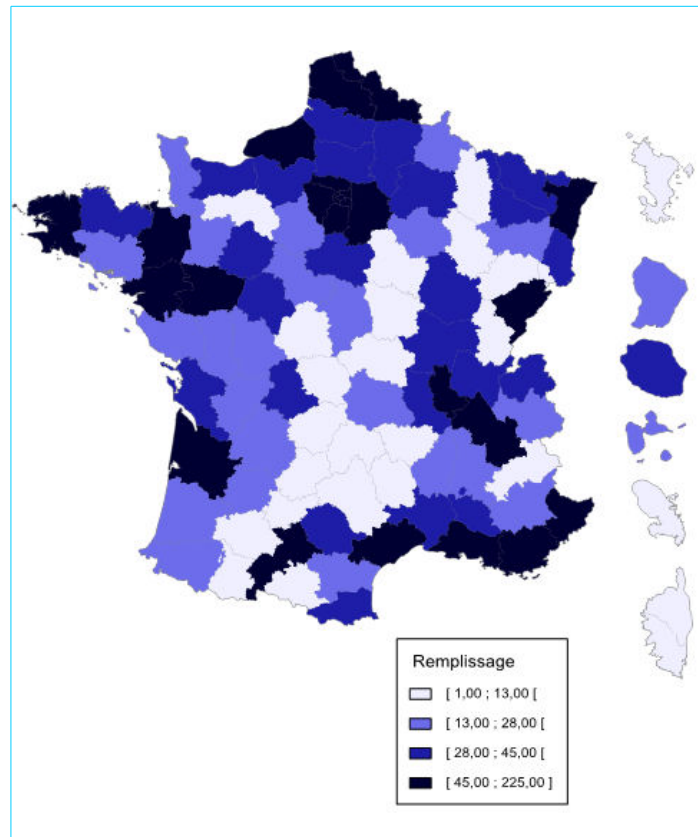 Remplissage
[ 1,00 ; 13,00 [
[ 13,00 ; 28,00 [
[ 28,00 ; 45,00 [
[ 45,00 ; 225,00 ]